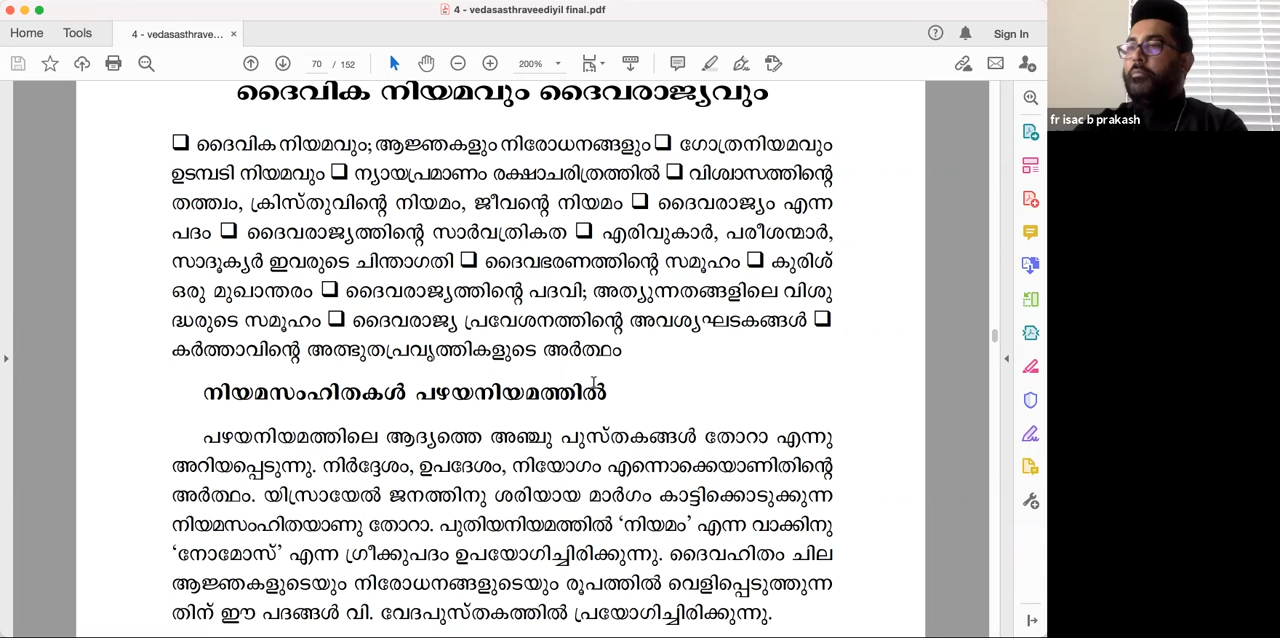 4 - vedasasthraveediyil final.pdf
Home Tools 4 - vedasasthrave... × Sign In
70 / 152 200%
fr isac b prakash
ദൈവിക നിയമവും ദൈവരാജ്യവും
❑ ദൈവിക നിയമവും; ആജ്ഞകളും നിരോധനങ്ങളും ❑ ഗോത്രനിയമവും
ഉടമ്പടി നിയമവും ❑ ന്യായപ്രമാണം രക്ഷാചരിത്രത്തിൽ ❑ വിശ്വാസത്തിന്റെ
തത്ത്വം, ക്രിസ്തുവിന്റെ നിയമം, ജീവന്റെ നിയമം ❑ ദൈവരാജ്യം എന്ന
പദം ❑ ദൈവരാജ്യത്തിന്റെ സാർവത്രികത ❑ എരിവുകാർ, പരീശന്മാർ,
സാദൂക്യർ ഇവരുടെ ചിന്താഗതി ❑ ദൈവഭരണത്തിന്റെ സമൂഹം ❑ കുരിശ്
ഒരു മുഖാന്തരം ❑ ദൈവരാജ്യത്തിന്റെ പദവി; അത്യുന്നതങ്ങളിലെ വിശു
ദ്ധരുടെ സമൂഹം ❑ ദൈവരാജ്യ പ്രവേശനത്തിന്റെ അവശ്യഘടകങ്ങൾ ❑
കർത്താവിന്റെ അത്ഭുതപ്രവൃത്തികളുടെ അർത്ഥം
നിയമസംഹിതകൾ പഴയനിയമത്തിൽ
പഴയനിയമത്തിലെ ആദ്യത്തെ അഞ്ചു പുസ്തകങ്ങൾ തോറാ എന്നു
അറിയപ്പെടുന്നു. നിർദ്ദേശം, ഉപദേശം, നിയോഗം എന്നൊക്കെയാണിതിന്റെ
അർത്ഥം. യിസ്രായേൽ ജനത്തിനു ശരിയായ മാർഗം കാട്ടിക്കൊടുക്കുന്ന
നിയമസംഹിതയാണു തോറാ. പുതിയനിയമത്തിൽ ‘നിയമം’ എന്ന വാക്കിനു
‘നോമോസ്’ എന്ന ഗ്രീക്കുപദം ഉപയോഗിച്ചിരിക്കുന്നു. ദൈവഹിതം ചില
ആജ്ഞകളുടെയും നിരോധനങ്ങളുടെയും രൂപത്തിൽ വെളിപ്പെടുത്തുന്ന
തിന് ഈ പദങ്ങൾ വി. വേദപുസ്തകത്തിൽ പ്രയോഗിച്ചിരിക്കുന്നു.